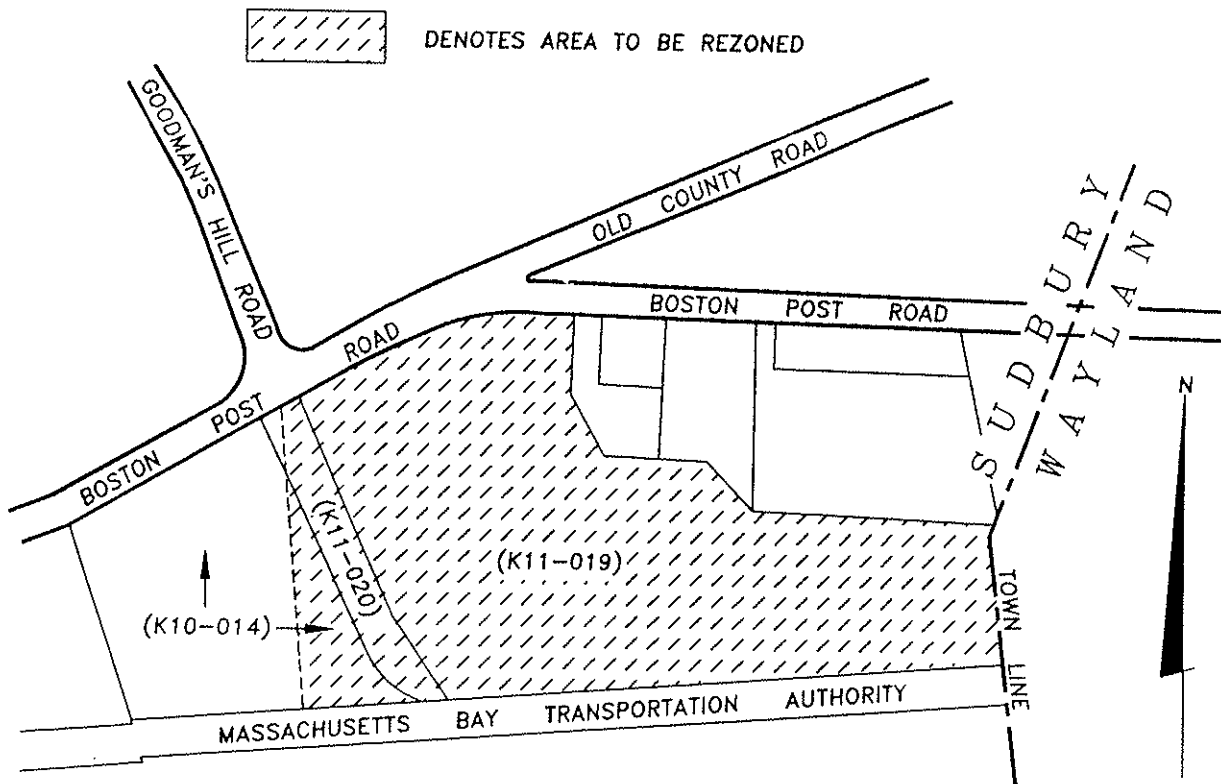 DENOTES AREA TO BE REZONED
GOODMAN'S HILL ROAD
OLD COUNTY ROAD
SUDBURY
WAYLAND
BOSTON POST ROAD
BOSTON POST ROAD
N
(K11-020)
(K11-019)
(K10-014)
TOWN LINE
MASSACHUSETTS BAY TRANSPORTATION AUTHORITY